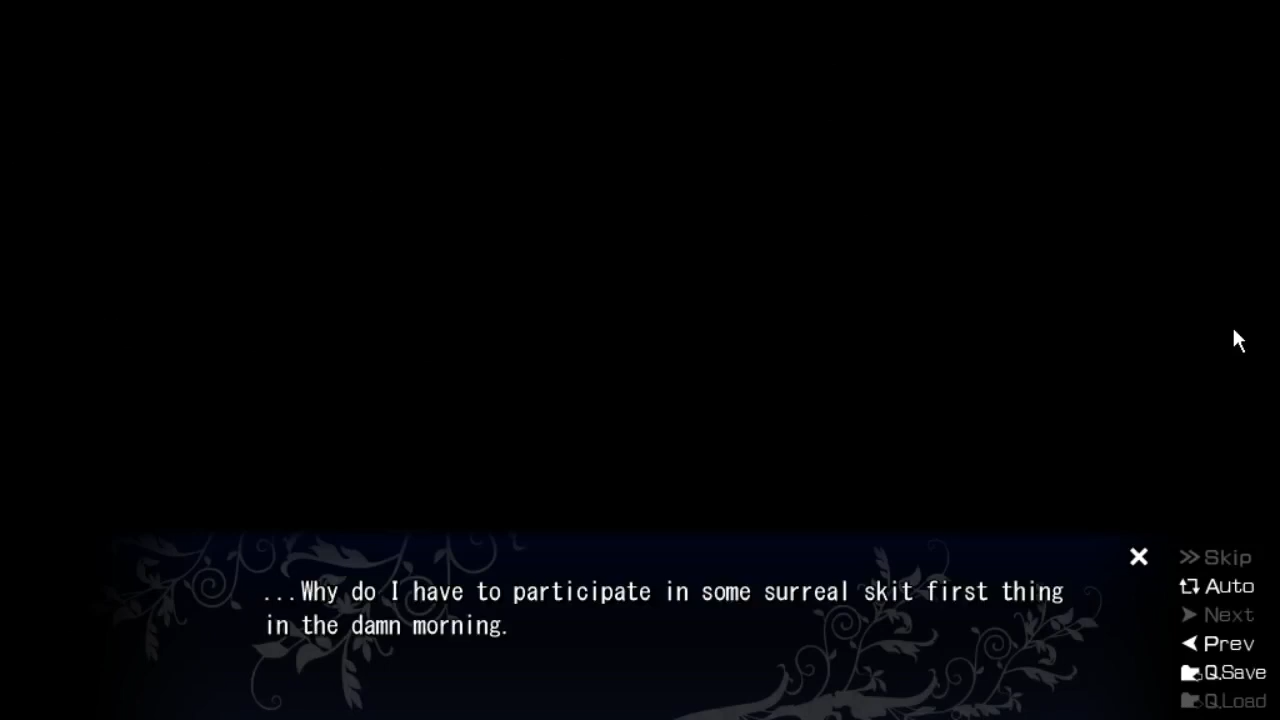 ...Why do I have to participate in some surreal skit first thing
in the damn morning.
Skip
Auto
Next
Prev
Q.Save
Q.Load